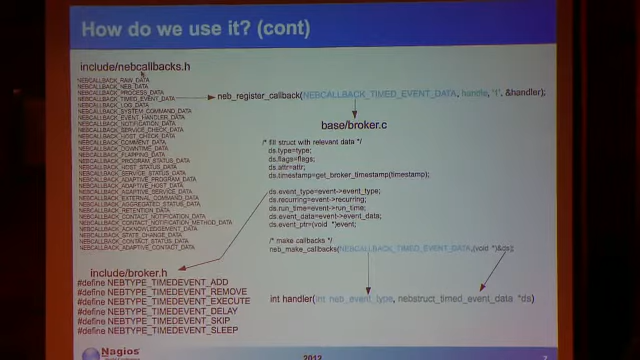 How do we use it? (cont)
include/nebcallbacks.h
NEBCALLBACK_RAW_DATA
NEBCALLBACK_NEB_DATA
NEBCALLBACK_PROCESS_DATA
NEBCALLBACK_TIMED_EVENT_DATA
NEBCALLBACK_LOG_DATA
NEBCALLBACK_SYSTEM_COMMAND_DATA
NEBCALLBACK_EVENT_HANDLER_DATA
NEBCALLBACK_NOTIFICATION_DATA
NEBCALLBACK_SERVICE_CHECK_DATA
NEBCALLBACK_HOST_CHECK_DATA
NEBCALLBACK_COMMENT_DATA
NEBCALLBACK_DOWNTIME_DATA
NEBCALLBACK_FLAPPING_DATA
NEBCALLBACK_PROGRAM_STATUS_DATA
NEBCALLBACK_HOST_STATUS_DATA
NEBCALLBACK_SERVICE_STATUS_DATA
NEBCALLBACK_ADAPTIVE_PROGRAM_DATA
NEBCALLBACK_ADAPTIVE_HOST_DATA
NEBCALLBACK_ADAPTIVE_SERVICE_DATA
NEBCALLBACK_EXTERNAL_COMMAND_DATA
NEBCALLBACK_AGGREGATED_STATUS_DATA
NEBCALLBACK_RETENTION_DATA
NEBCALLBACK_CONTACT_NOTIFICATION_DATA
NEBCALLBACK_CONTACT_NOTIFICATION_METHOD_DATA
NEBCALLBACK_ACKNOWLEDGEMENT_DATA
NEBCALLBACK_STATE_CHANGE_DATA
NEBCALLBACK_CONTACT_STATUS_DATA
NEBCALLBACK_ADAPTIVE_CONTACT_DATA
include/broker.h
#define NEBTYPE_TIMEDEVENT_ADD
#define NEBTYPE_TIMEDEVENT_REMOVE
#define NEBTYPE_TIMEDEVENT_EXECUTE
#define NEBTYPE_TIMEDEVENT_DELAY
#define NEBTYPE_TIMEDEVENT_SKIP
#define NEBTYPE_TIMEDEVENT_SLEEP
neb_register_callback(NEBCALLBACK_TIMED_EVENT_DATA, handle, '1', &handler);
base/broker.c
/* fill struct with relevant data */
ds.type=type;
ds.flags=flags;
ds.attr=attr;
ds.timestamp=get_broker_timestamp(timestamp);
ds.event_type=event->event_type;
ds.recurring=event->recurring;
ds.run_time=event->run_time;
ds.event_data=event->event_data;
ds.event_ptr=(void *)event;
/* make callbacks */
neb_make_callbacks(NEBCALLBACK_TIMED_EVENT_DATA,(void *)&ds);
int handler(int neb_event_type, nebstruct_timed_event_data *ds)
Nagios
2012
7